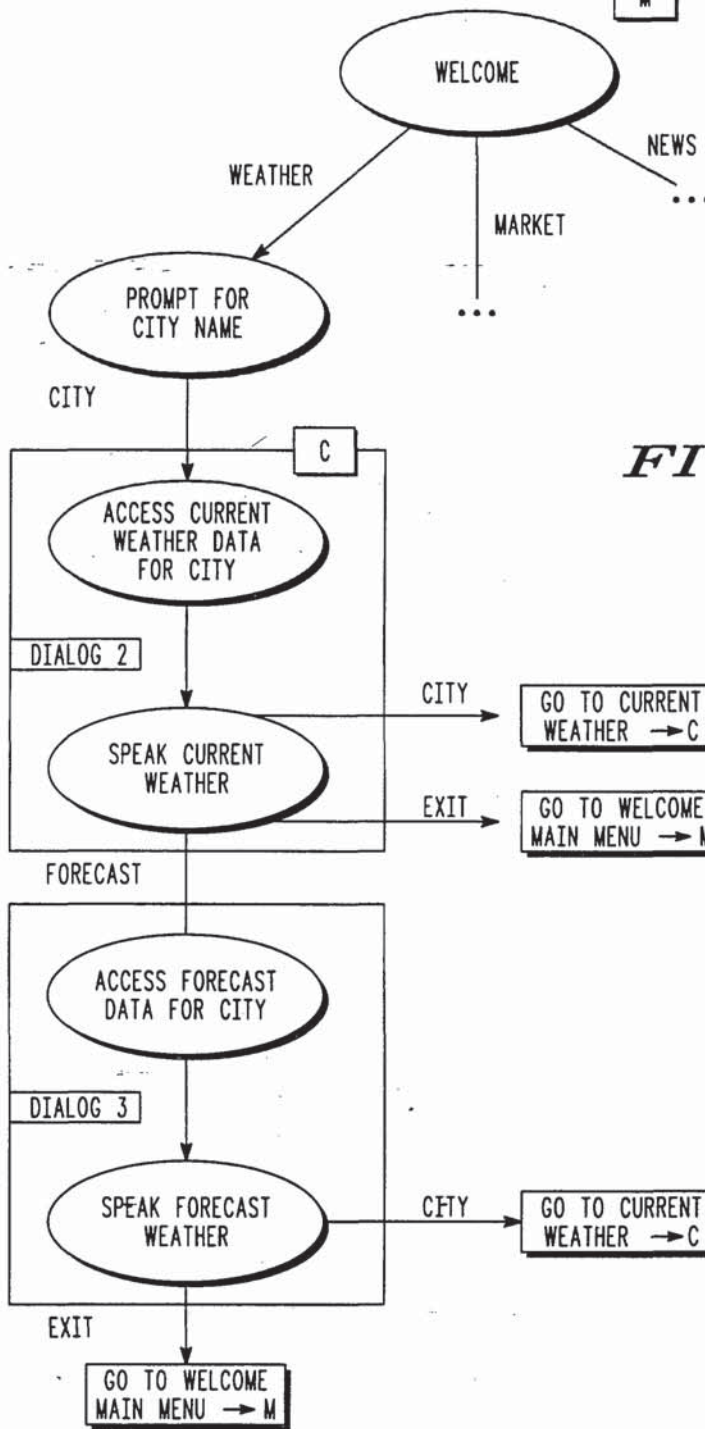 M
WELCOME
WEATHER
NEWS
MARKET
...
...
PROMPT FOR
CITY NAME
CITY
C
ACCESS CURRENT
WEATHER DATA
FOR CITY
DIALOG 2
SPEAK CURRENT
WEATHER
CITY
GO TO CURRENT
WEATHER → C
EXIT
GO TO WELCOME
MAIN MENU → M
FORECAST
ACCESS FORECAST
DATA FOR CITY
DIALOG 3
SPEAK FORECAST
WEATHER
CITY
GO TO CURRENT
WEATHER → C
EXIT
GO TO WELCOME
MAIN MENU → M
FI